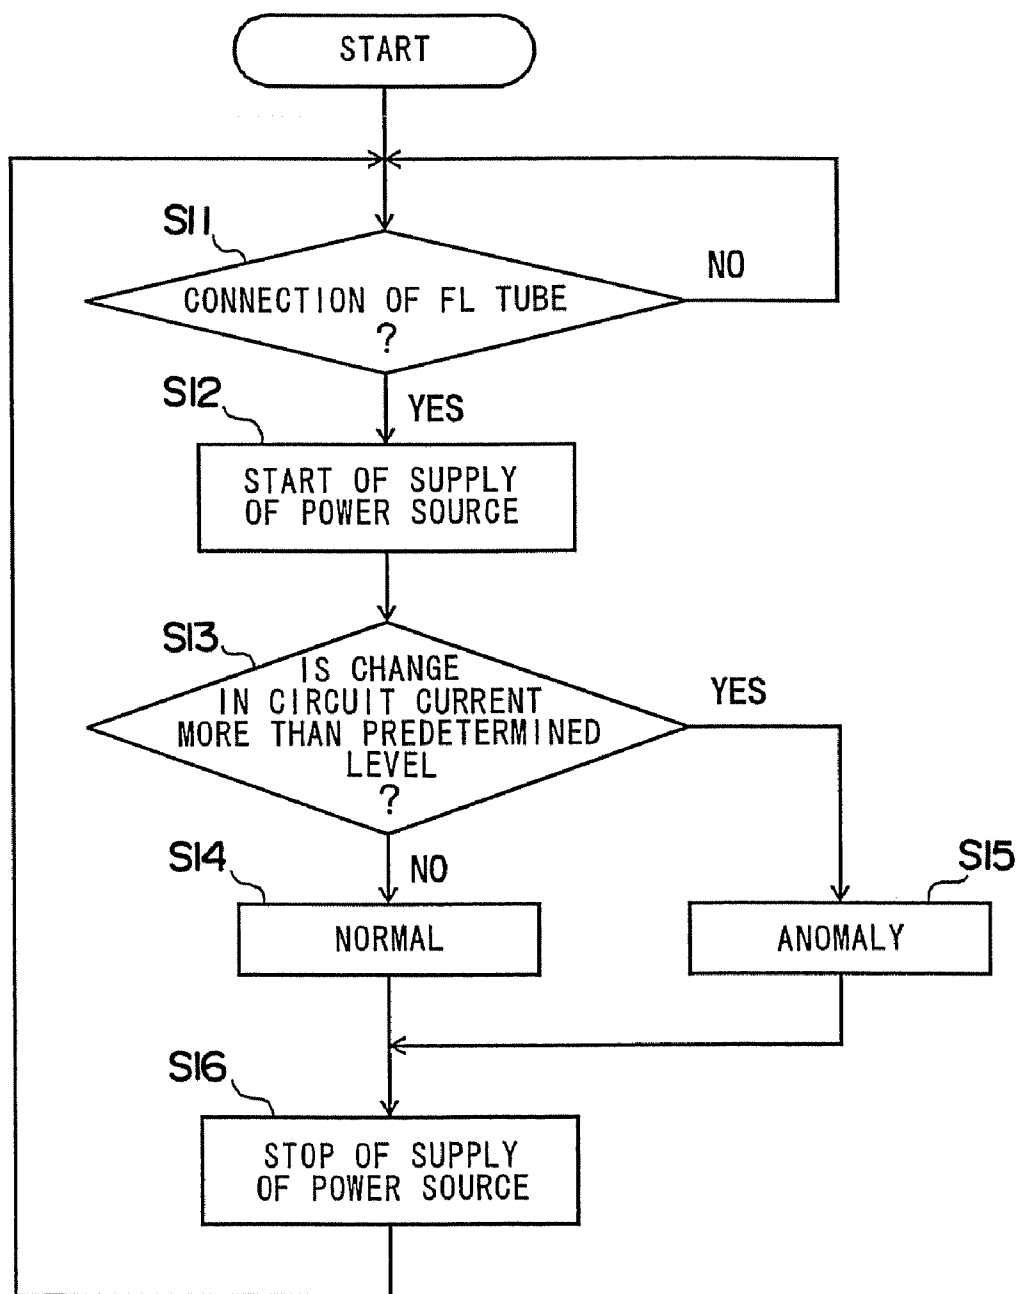 START
S11
NO
CONNECTION OF FL TUBE
?
S12
YES
START OF SUPPLY
OF POWER SOURCE
S13
IS CHANGE
IN CIRCUIT CURRENT
MORE THAN PREDETERMINED
LEVEL
?
YES
S14
NO
S15
NORMAL
ANOMALY
S16
STOP OF SUPPLY
OF POWER SOURCE